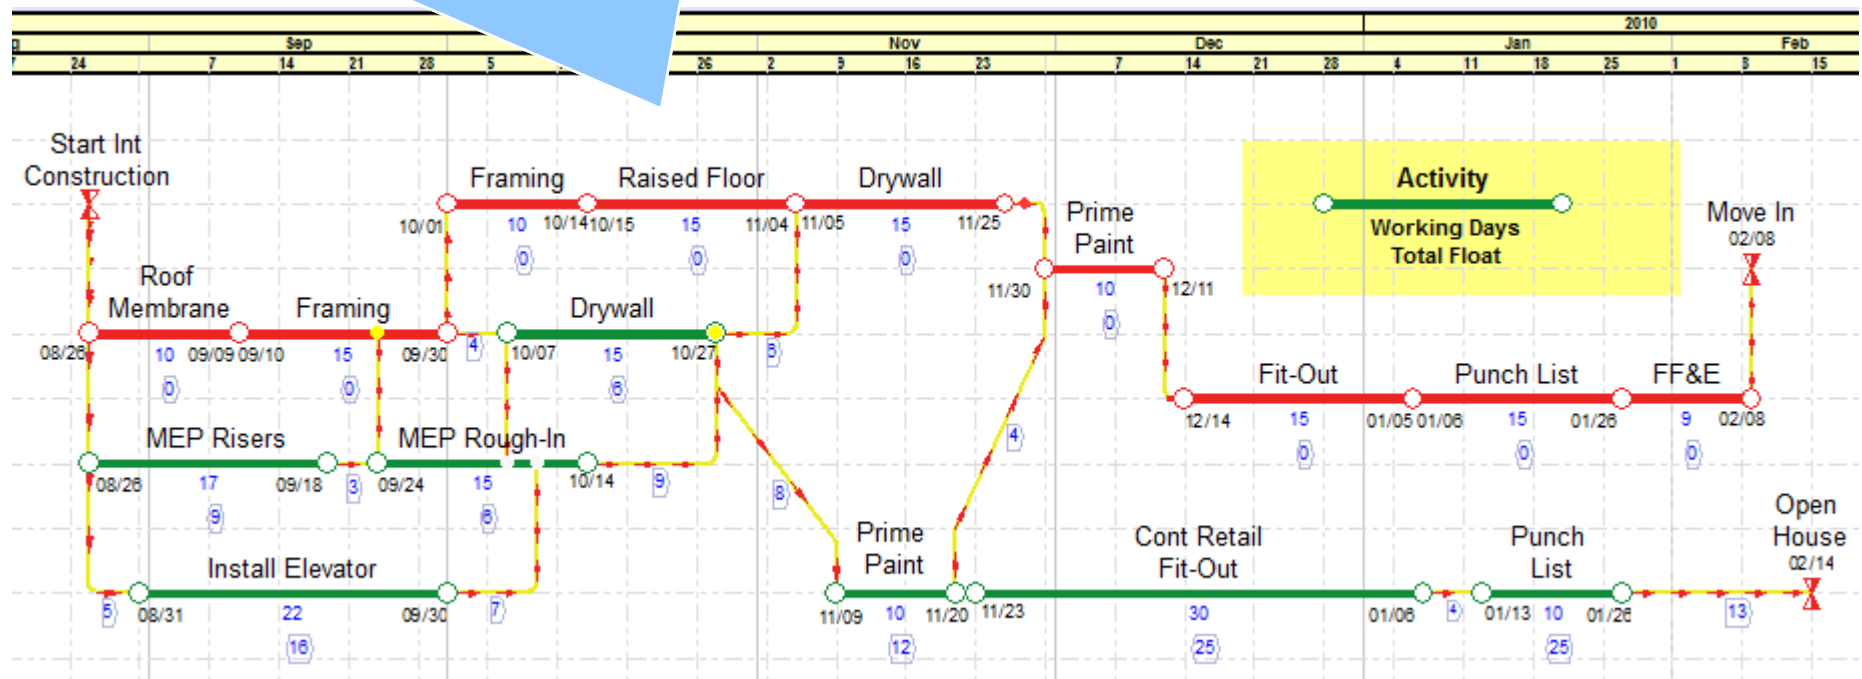 2010
Sep Nov Dec Jan Feb
24 7 14 21 28 5 26 2 9 16 23 7 14 21 28 4 11 18 25 1 8 15
Start Int
Construction
Framing Raised Floor Drywall
10/01 10 10/14 10/15 15 11/04 11/05 15 11/25
0 0 0
Prime
Paint
11/30 10 12/11
0
Activity
Working Days
Total Float
Move In
02/08
Roof
Membrane Framing Drywall
08/26 10 09/09 09/10 15 09/30 4 10/07 15 10/27
0 0 6
Fit-Out Punch List FF&E
12/14 15 01/05 01/06 15 01/26 9 02/08
0 0 0
MEP Risers MEP Rough-In
08/26 17 09/18 3 09/24 15 10/14 9
9 6
8
4
Install Elevator
08/31 22 09/30 7
5
16
Prime
Paint
11/09 10 11/20
12
Cont Retail
Fit-Out
11/23 30 01/06 4
25
Punch
List
01/13 10 01/26 13
25
Open
House
02/14